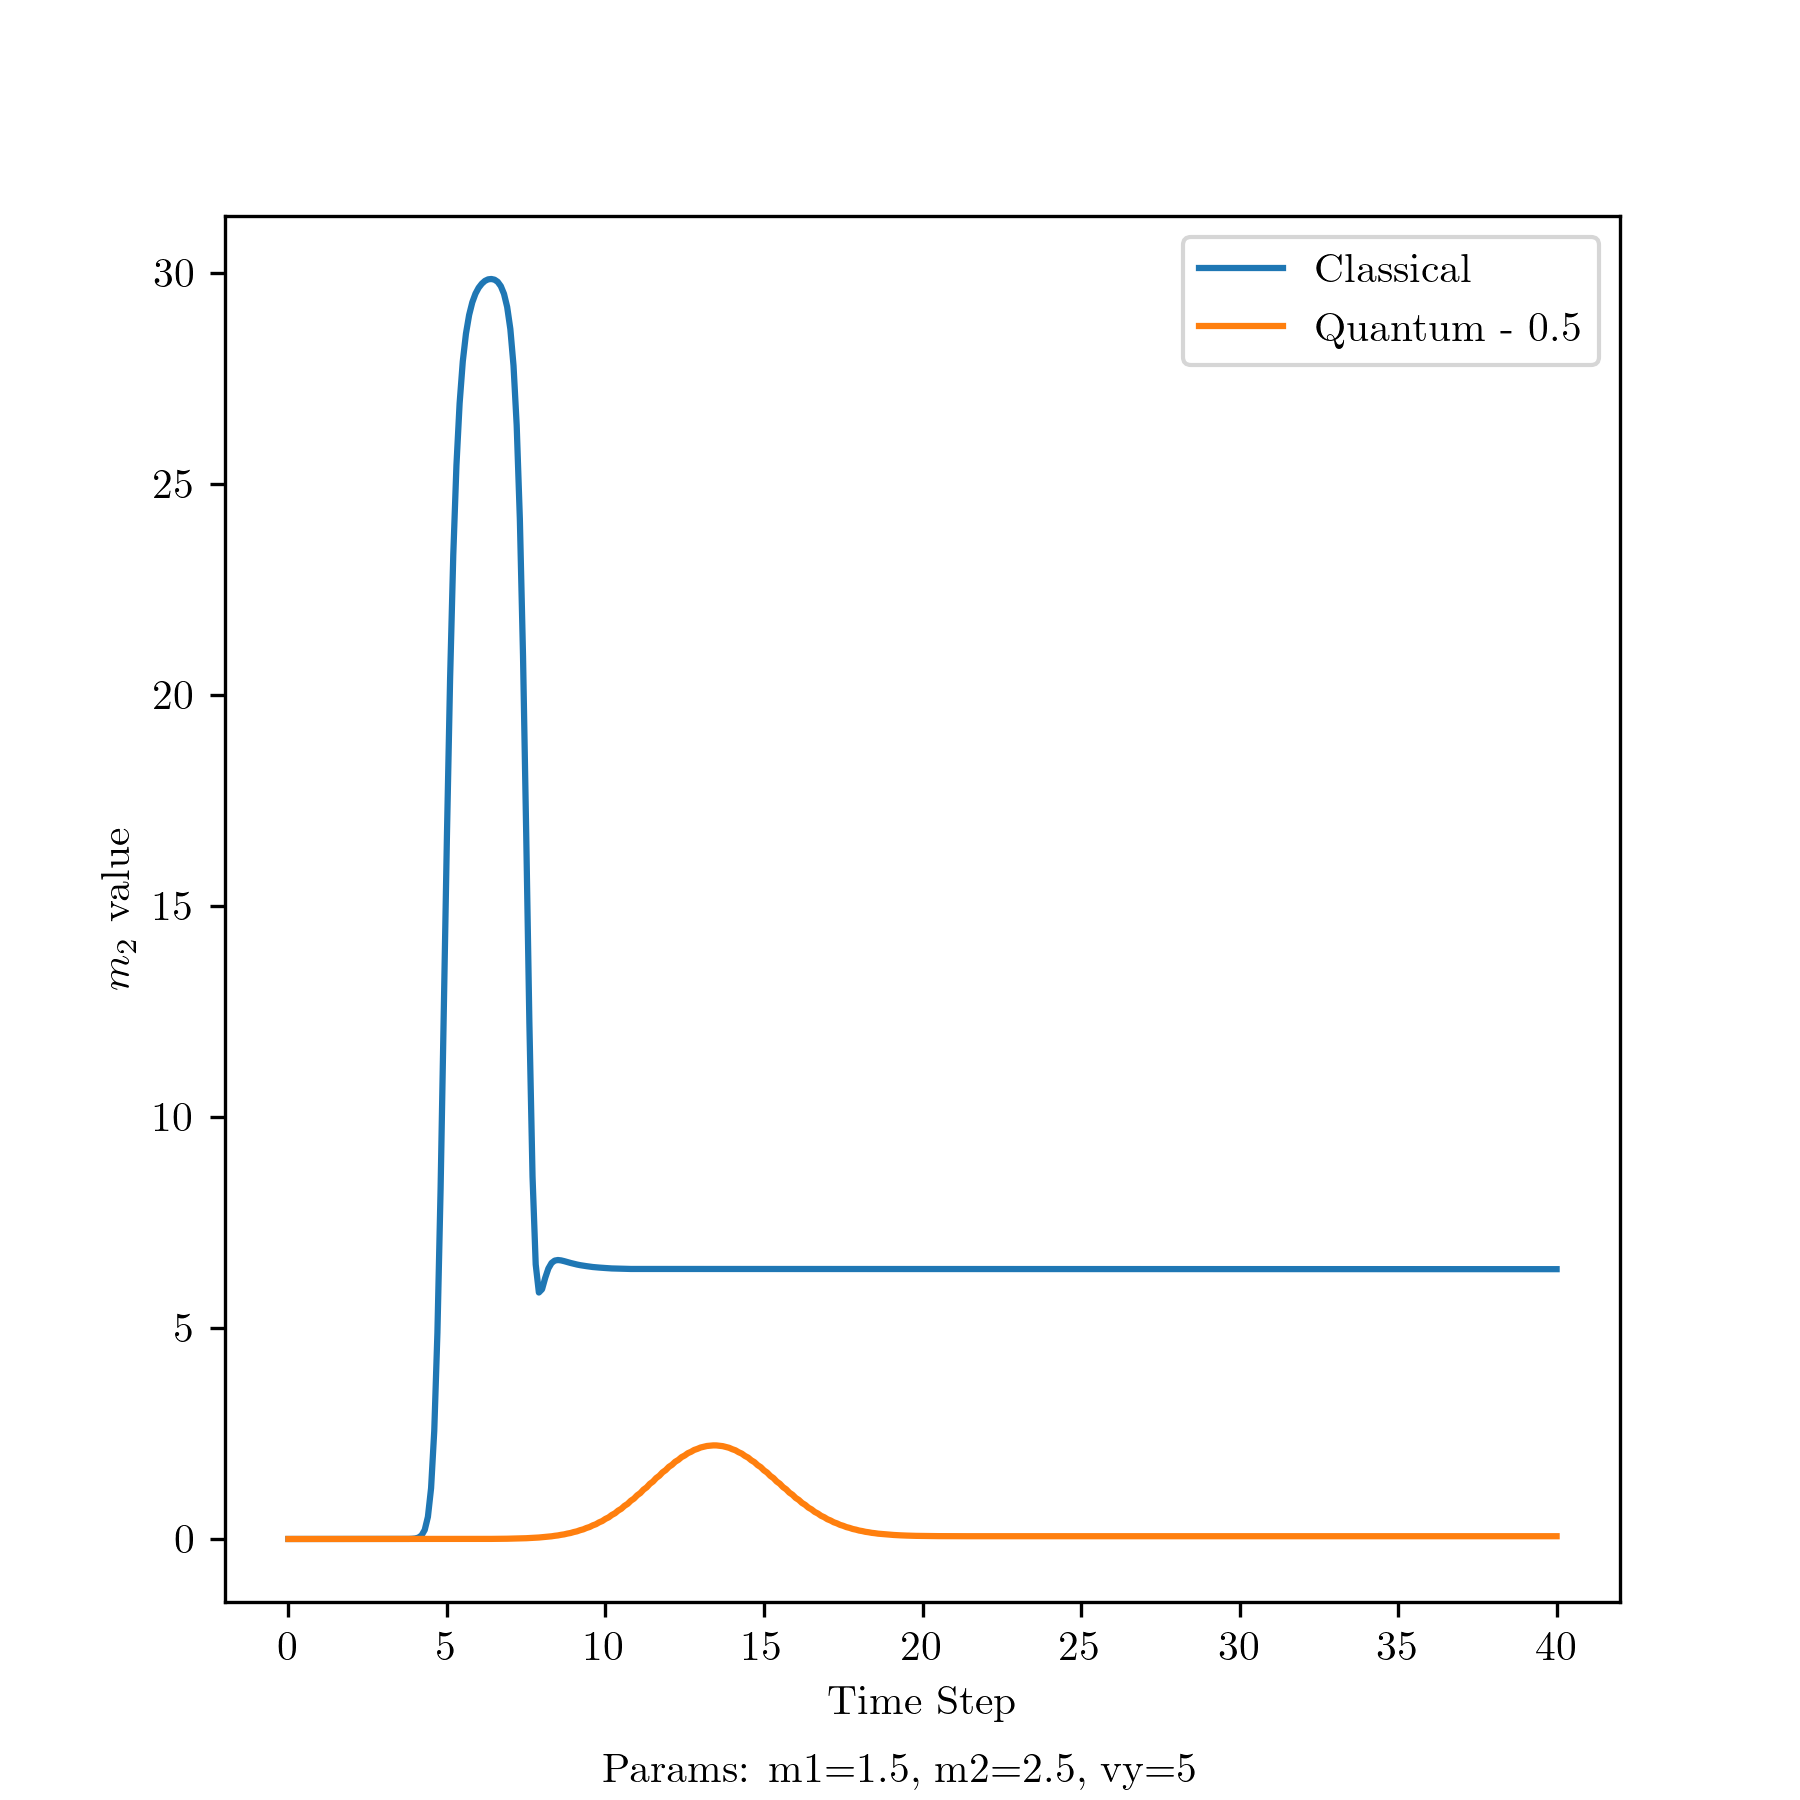 Classical
Quantum - 0.5
30
25
20
15
10
5
0
m₂ value
0 5 10 15 20 25 30 35 40
Time Step
Params: m1=1.5, m2=2.5, vy=5